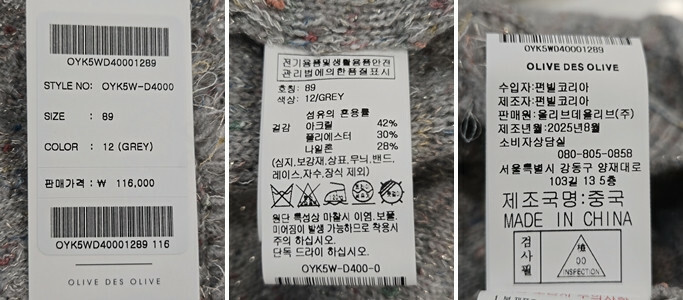 OYK5WD40001289
STYLE NO: OYK5W-D4000
SIZE : 89
COLOR : 12 (GREY)
판매가격 : ₩ 116,000
OYK5WD40001289 116
OLIVE DES OLIVE
전기용품및생활용품안전
관리법에의한품질표시
호칭: 89
색상: 12/GREY
섬유의 혼용률
겉감 아크릴 42%
폴리에스터 30%
나일론 28%
(심지,보강재,상표,무늬,밴드,
레이스,자수,장식 제외)
원단 특성상 마찰시 이염,보풀,
미어짐이 발생 가능하므로 착용시
주의 하십시오.
단독 드라이 하십시오.
OYK5W-D400-0
OYK5WD40001289
OLIVE DES OLIVE
수입자:펀빌코리아
제조자:펀빌코리아
판매원:올리브데올리브(주)
제조년월:2025년8월
소비자상담실
080-805-0858
서울특별시 강동구 양재대로
103길 13 5층
제조국명:중국
MADE IN CHINA
검사필
00
INSPECTION